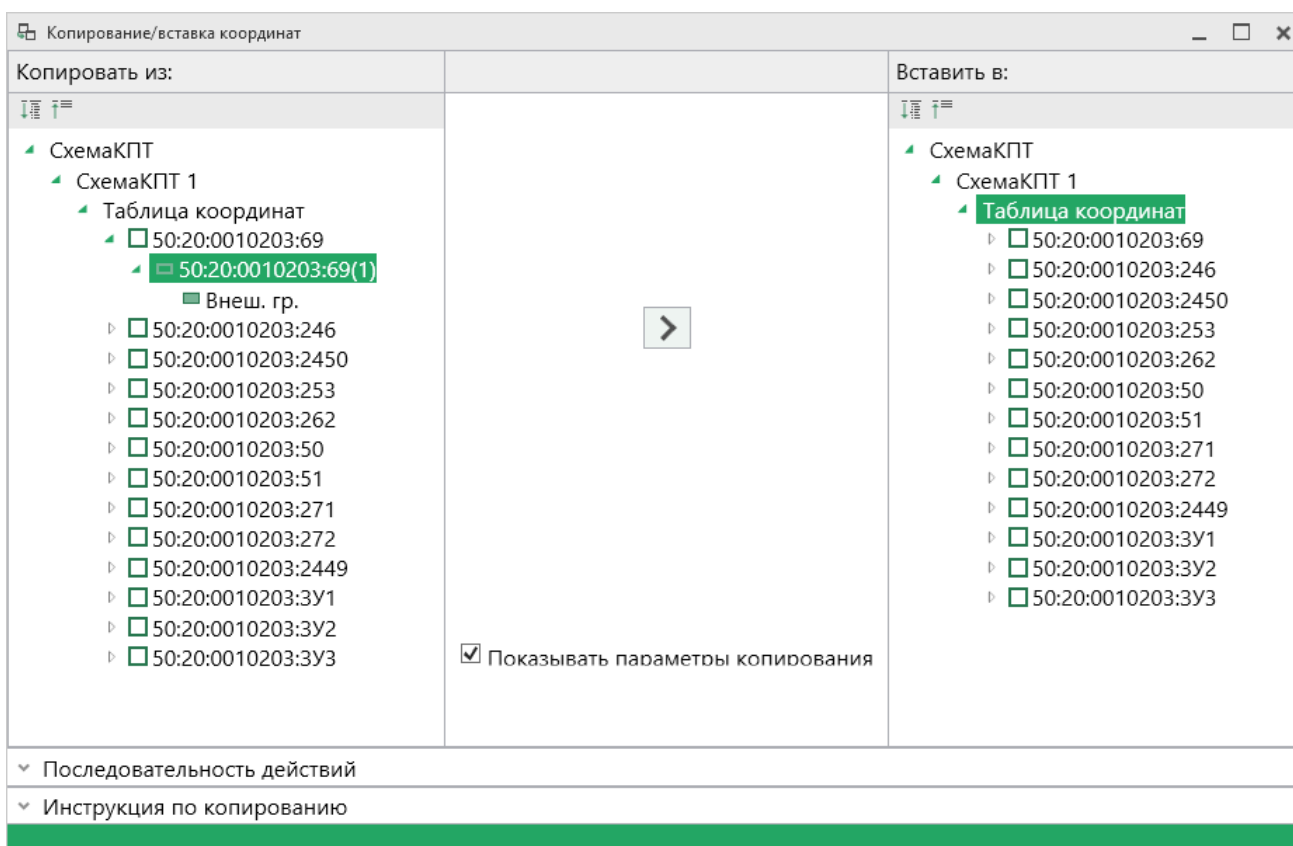 Копирование/вставка координат
Копировать из:
Вставить в:
СхемаКПТ
СхемаКПТ 1
Таблица координат
50:20:0010203:69
50:20:0010203:69(1)
Внеш. гр.
50:20:0010203:246
50:20:0010203:2450
50:20:0010203:253
50:20:0010203:262
50:20:0010203:50
50:20:0010203:51
50:20:0010203:271
50:20:0010203:272
50:20:0010203:2449
50:20:0010203:ЗУ1
50:20:0010203:ЗУ2
50:20:0010203:ЗУ3
Показывать параметры копирования
СхемаКПТ
СхемаКПТ 1
Таблица координат
50:20:0010203:69
50:20:0010203:246
50:20:0010203:2450
50:20:0010203:253
50:20:0010203:262
50:20:0010203:50
50:20:0010203:51
50:20:0010203:271
50:20:0010203:272
50:20:0010203:2449
50:20:0010203:ЗУ1
50:20:0010203:ЗУ2
50:20:0010203:ЗУ3
Последовательность действий
Инструкция по копированию